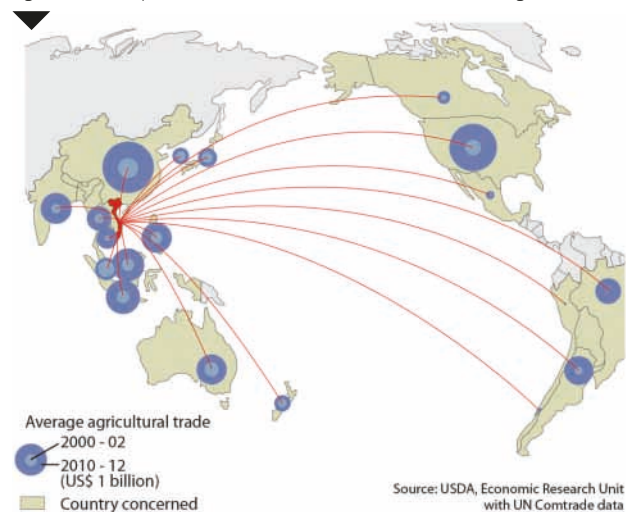 Average agricultural trade
2000 - 02
2010 - 12
(US$ 1 billion)
Country concerned
Source: USDA, Economic Research Unit
with UN Comtrade data